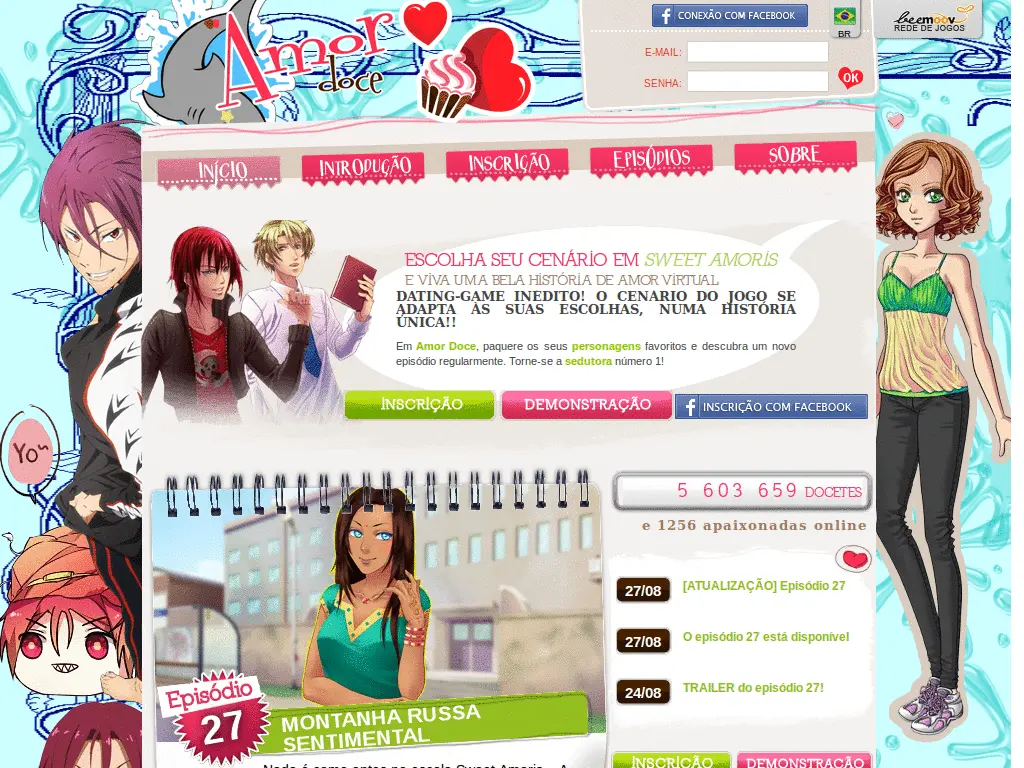 Amor
doce
CONEXÃO COM FACEBOOK
BR
beemoov
REDE DE JOGOS
E-MAIL:
SENHA:
OK
INÍCIO
INTRODUÇÃO
INSCRIÇÃO
EPISÓDIOS
SOBRE
ESCOLHA SEU CENÁRIO EM SWEET AMORIS
E VIVA UMA BELA HISTÓRIA DE AMOR VIRTUAL
DATING-GAME INEDITO! O CENARIO DO JOGO SE
ADAPTA ÀS SUAS ESCOLHAS, NUMA HISTÓRIA
ÚNICA!!
Em Amor Doce, paquere os seus personagens favoritos e descubra um novo
episódio regularmente. Torne-se a sedutora número 1!
INSCRIÇÃO
DEMONSTRAÇÃO
INSCRIÇÃO COM FACEBOOK
Yo~
5 603 659 DOCETES
e 1256 apaixonadas online
27/08
[ATUALIZAÇÃO] Episódio 27
27/08
O episódio 27 está disponível
24/08
TRAILER do episódio 27!
Episódio
27
MONTANHA RUSSA
SENTIMENTAL
INSCRIÇÃO
DEMONSTRAÇÃO